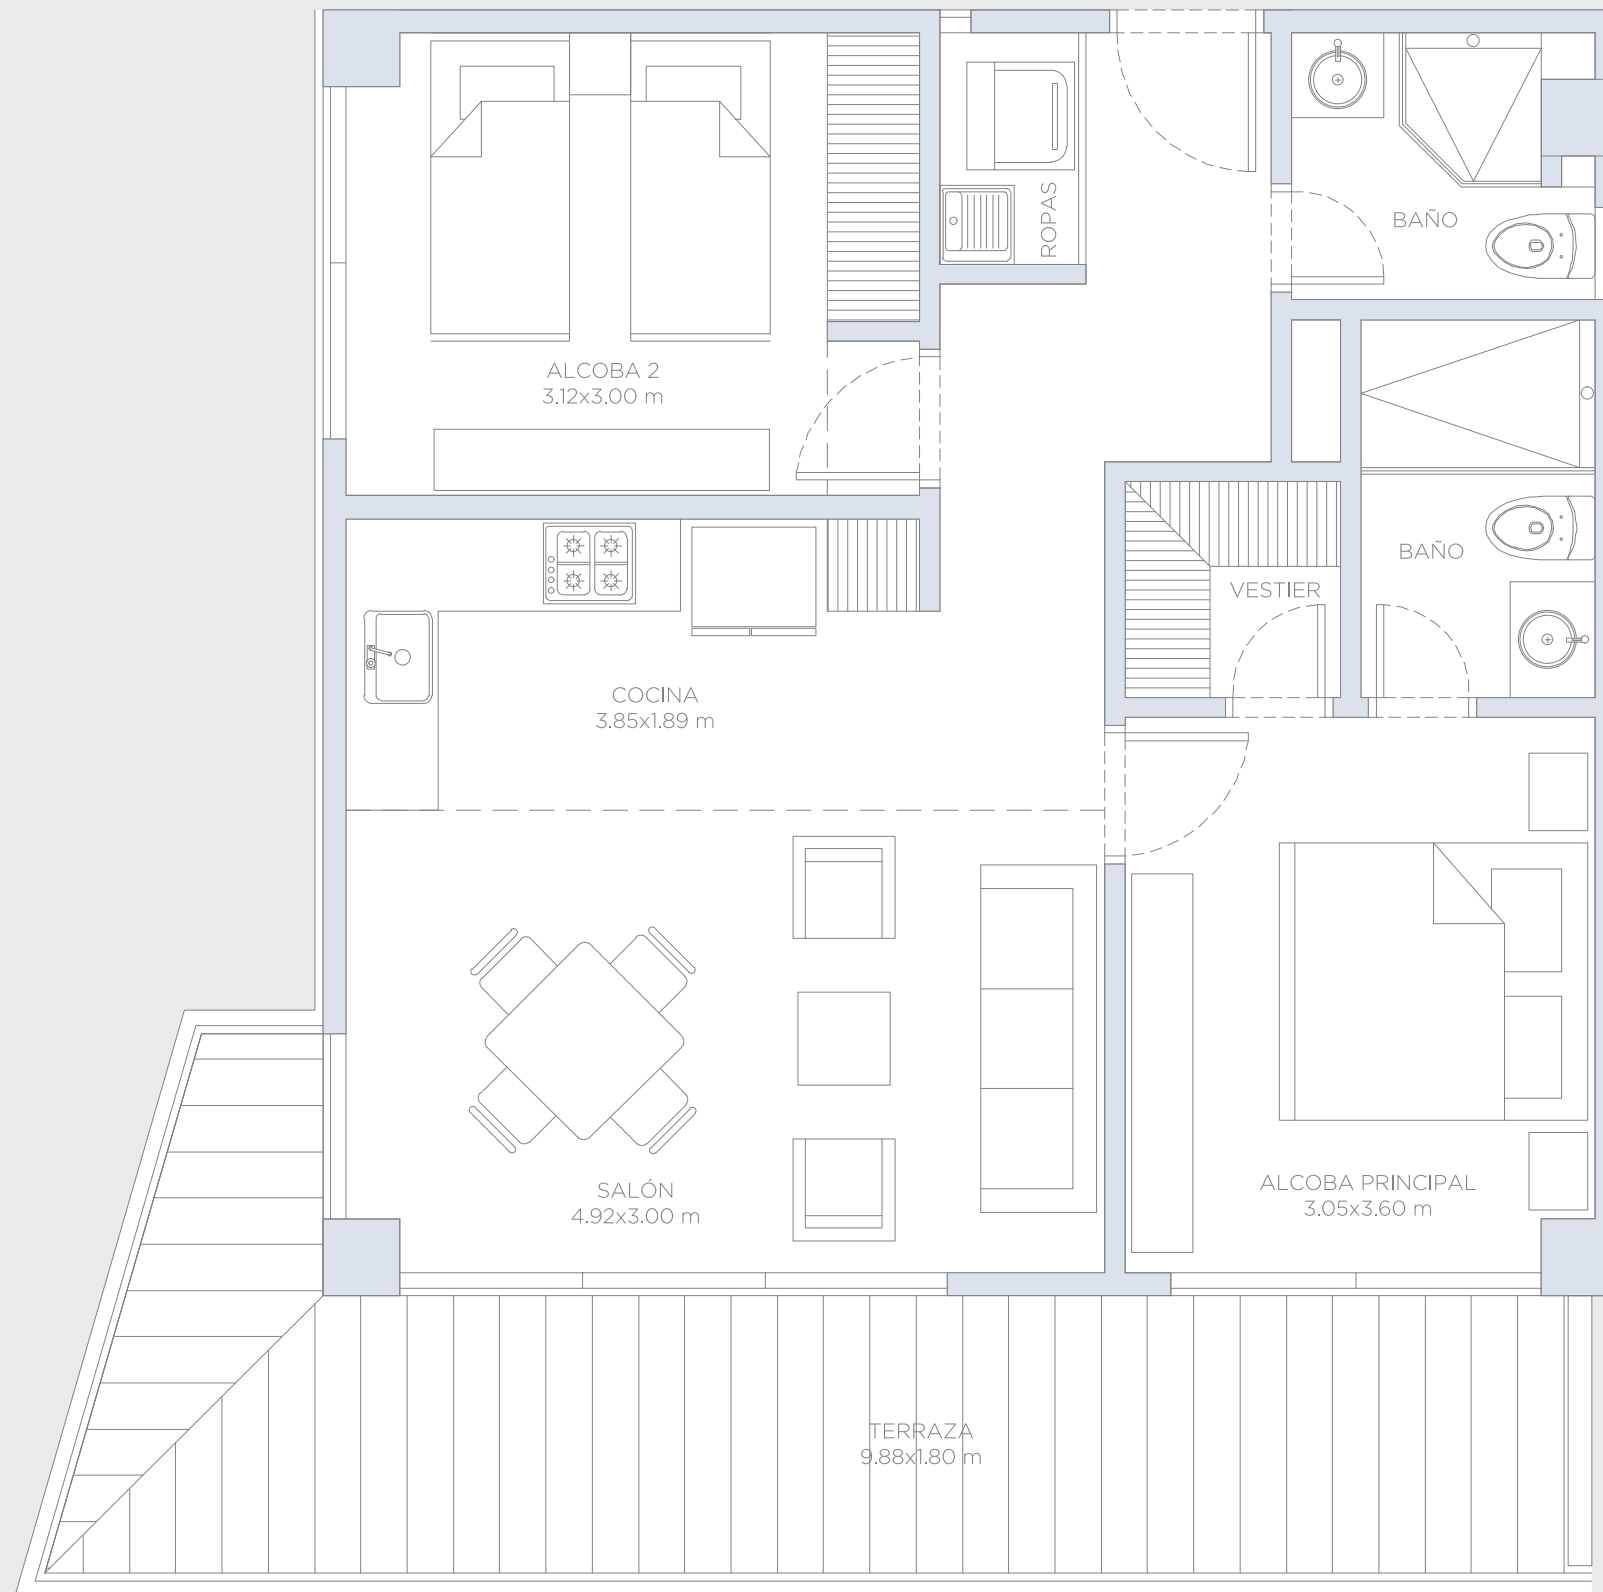 ROPAS
BAÑO
ALCOBA 2
3.12x3.00 m
BAÑO
VESTIER
COCINA
3.85x1.89 m
SALÓN
4.92x3.00 m
ALCOBA PRINCIPAL
3.05x3.60 m
TERRAZA
9.88x1.80 m